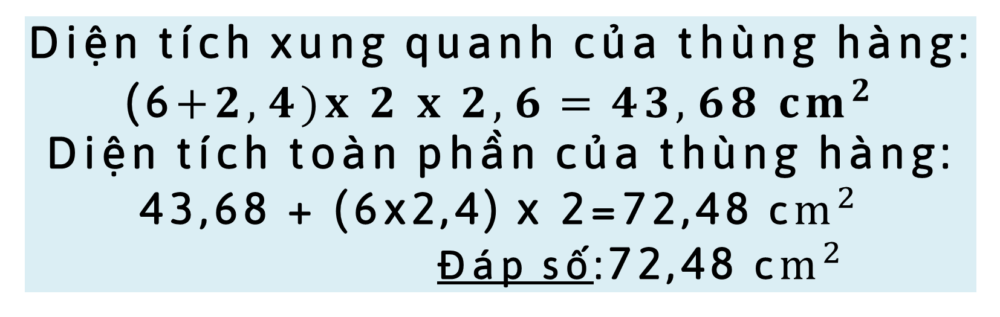 Diện tích xung quanh của thùng hàng:
(6+2,4)x 2 x 2,6 = 43,68 cm²
Diện tích toàn phần của thùng hàng:
43,68 + (6x2,4) x 2=72,48 cm²
Đáp số:72,48 cm²